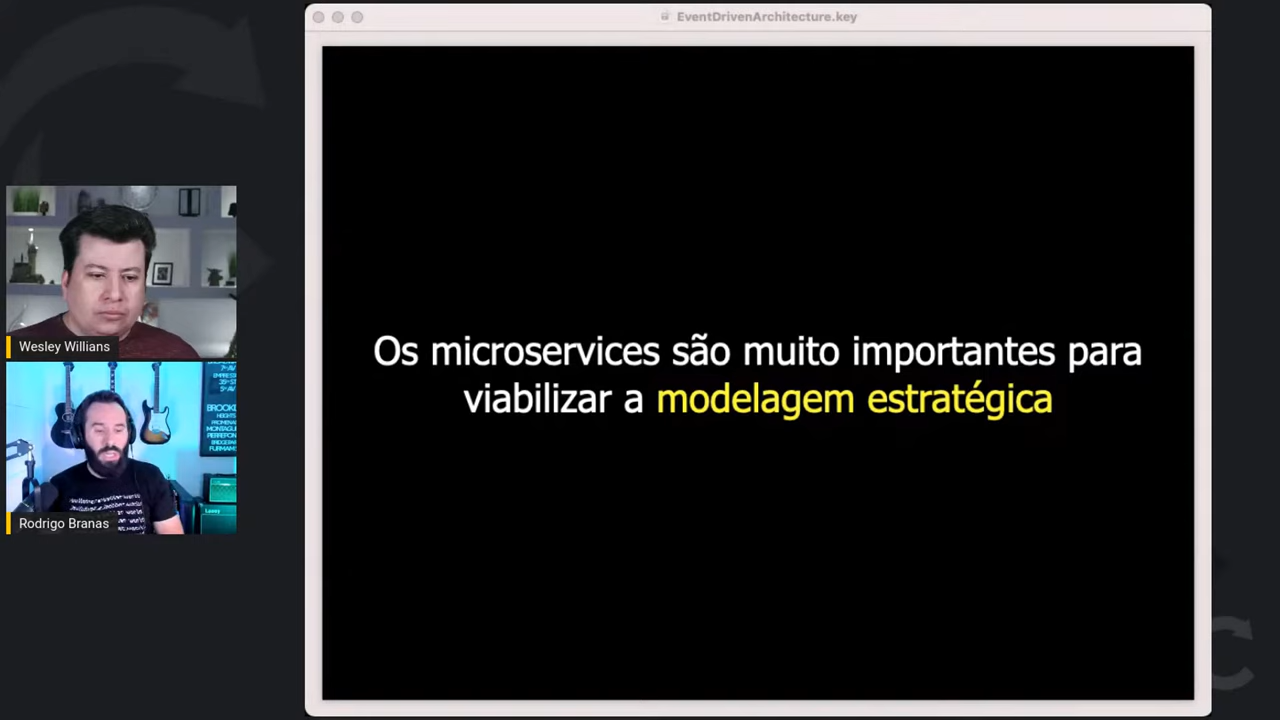 EventDrivenArchitecture.key
Os microservices são muito importantes para
viabilizar a modelagem estratégica
Wesley Willians
Rodrigo Branas